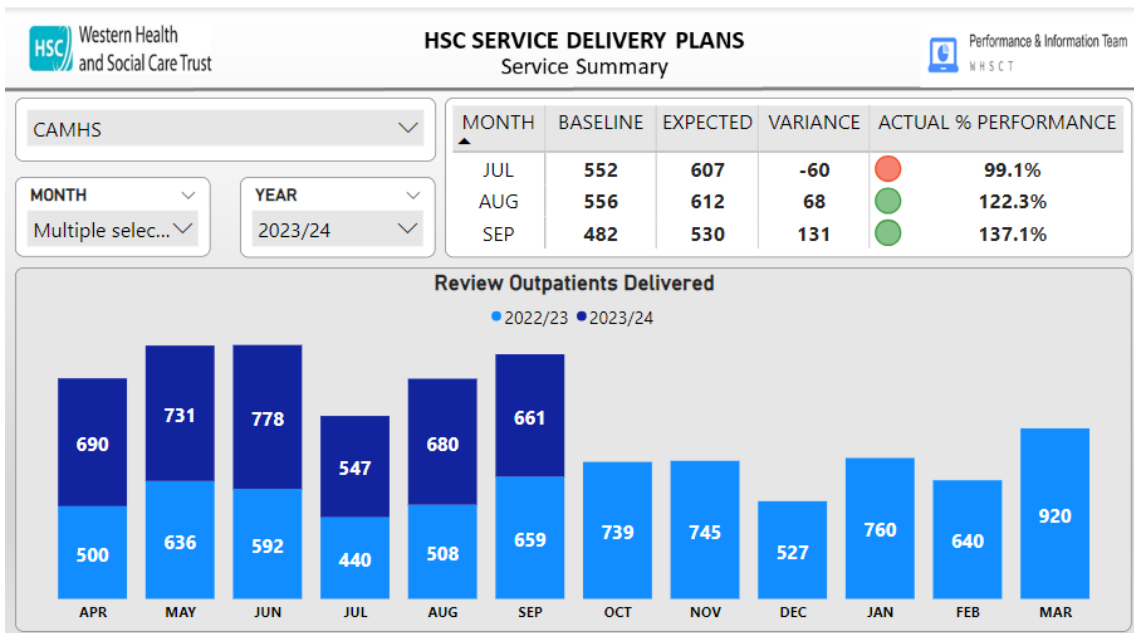 HSC
Western Health
and Social Care Trust
HSC SERVICE DELIVERY PLANS
Service Summary
Performance & Information Team
WHSCT
CAMHS
MONTH
Multiple selec...
YEAR
2023/24
MONTH BASELINE EXPECTED VARIANCE ACTUAL % PERFORMANCE
JUL 552 607 -60 99.1%
AUG 556 612 68 122.3%
SEP 482 530 131 137.1%
Review Outpatients Delivered
2022/23 2023/24
690 731 778 547 680 661
500 636 592 440 508 659 739 745 527 760 640 920
APR MAY JUN JUL AUG SEP OCT NOV DEC JAN FEB MAR